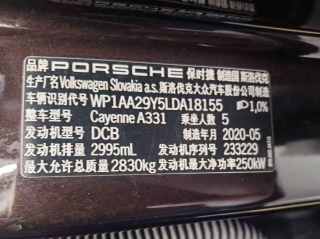 品牌 PORSCHE 保时捷 制造国 斯洛伐克
生产厂名 Volkswagen Slovakia a.s. 斯洛伐克大众汽车股份公司制造
车辆识别代号 WP1AA29Y5LDA18155 1,0%
整车型号 Cayenne A331 乘坐人数 5
发动机型号 DCB 制造年月 2020-05
发动机排量 2995mL 发动机号 233229
最大允许总质量 2830kg 发动机最大净功率 250kW